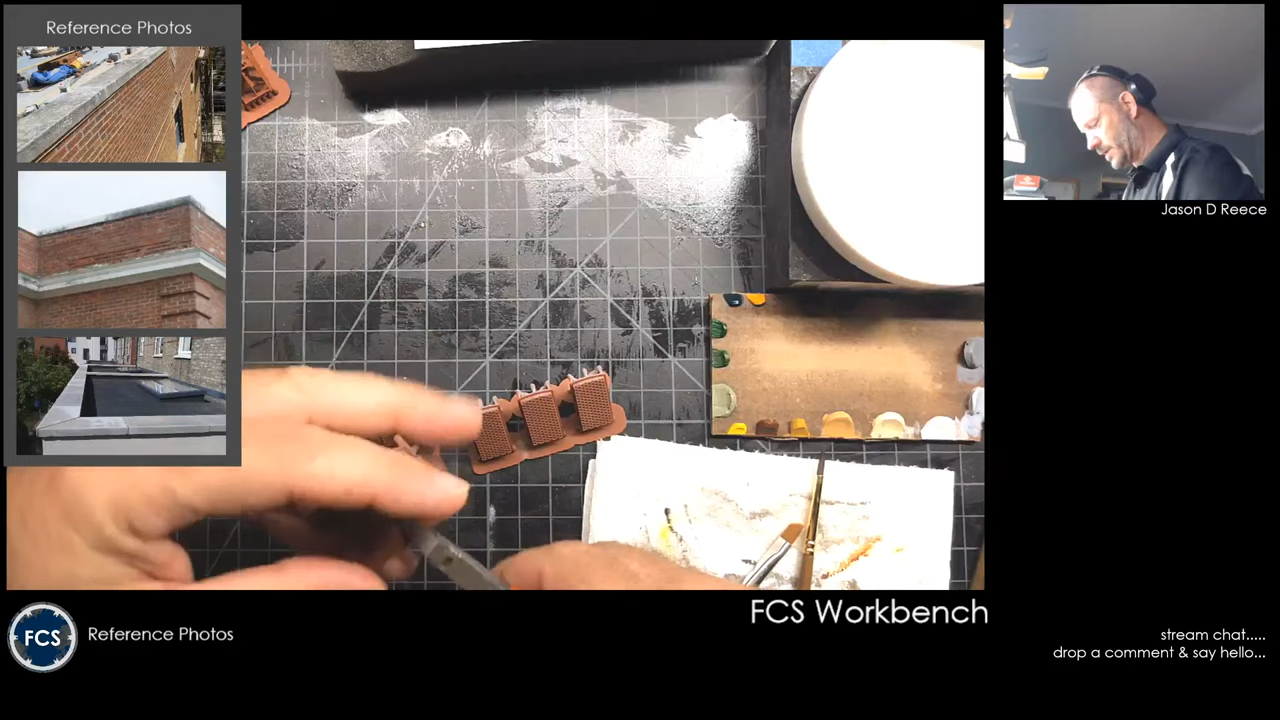 Reference Photos
Jason D Reece
FCS Workbench
FCS
Reference Photos
stream chat.....
drop a comment & say hello...